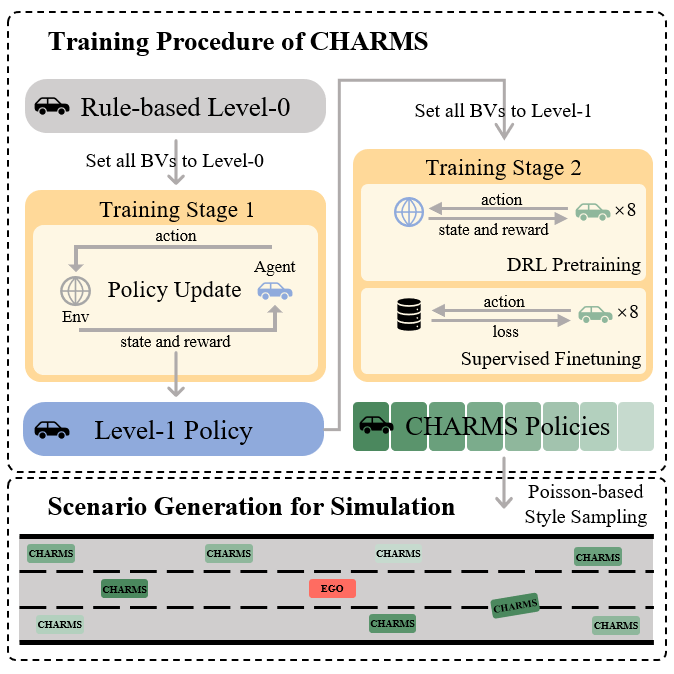 Training Procedure of CHARMS
Rule-based Level-0
Set all BVs to Level-0
Training Stage 1
action
Policy Update
Agent
Env
state and reward
Level-1 Policy
Set all BVs to Level-1
Training Stage 2
action
×8
state and reward
DRL Pretraining
action
×8
loss
Supervised Finetuning
CHARMS Policies
Scenario Generation for Simulation
Poisson-based
Style Sampling
CHARMS
CHARMS
CHARMS
CHARMS
CHARMS
EGO
CHARMS
CHARMS
CHARMS
CHARMS